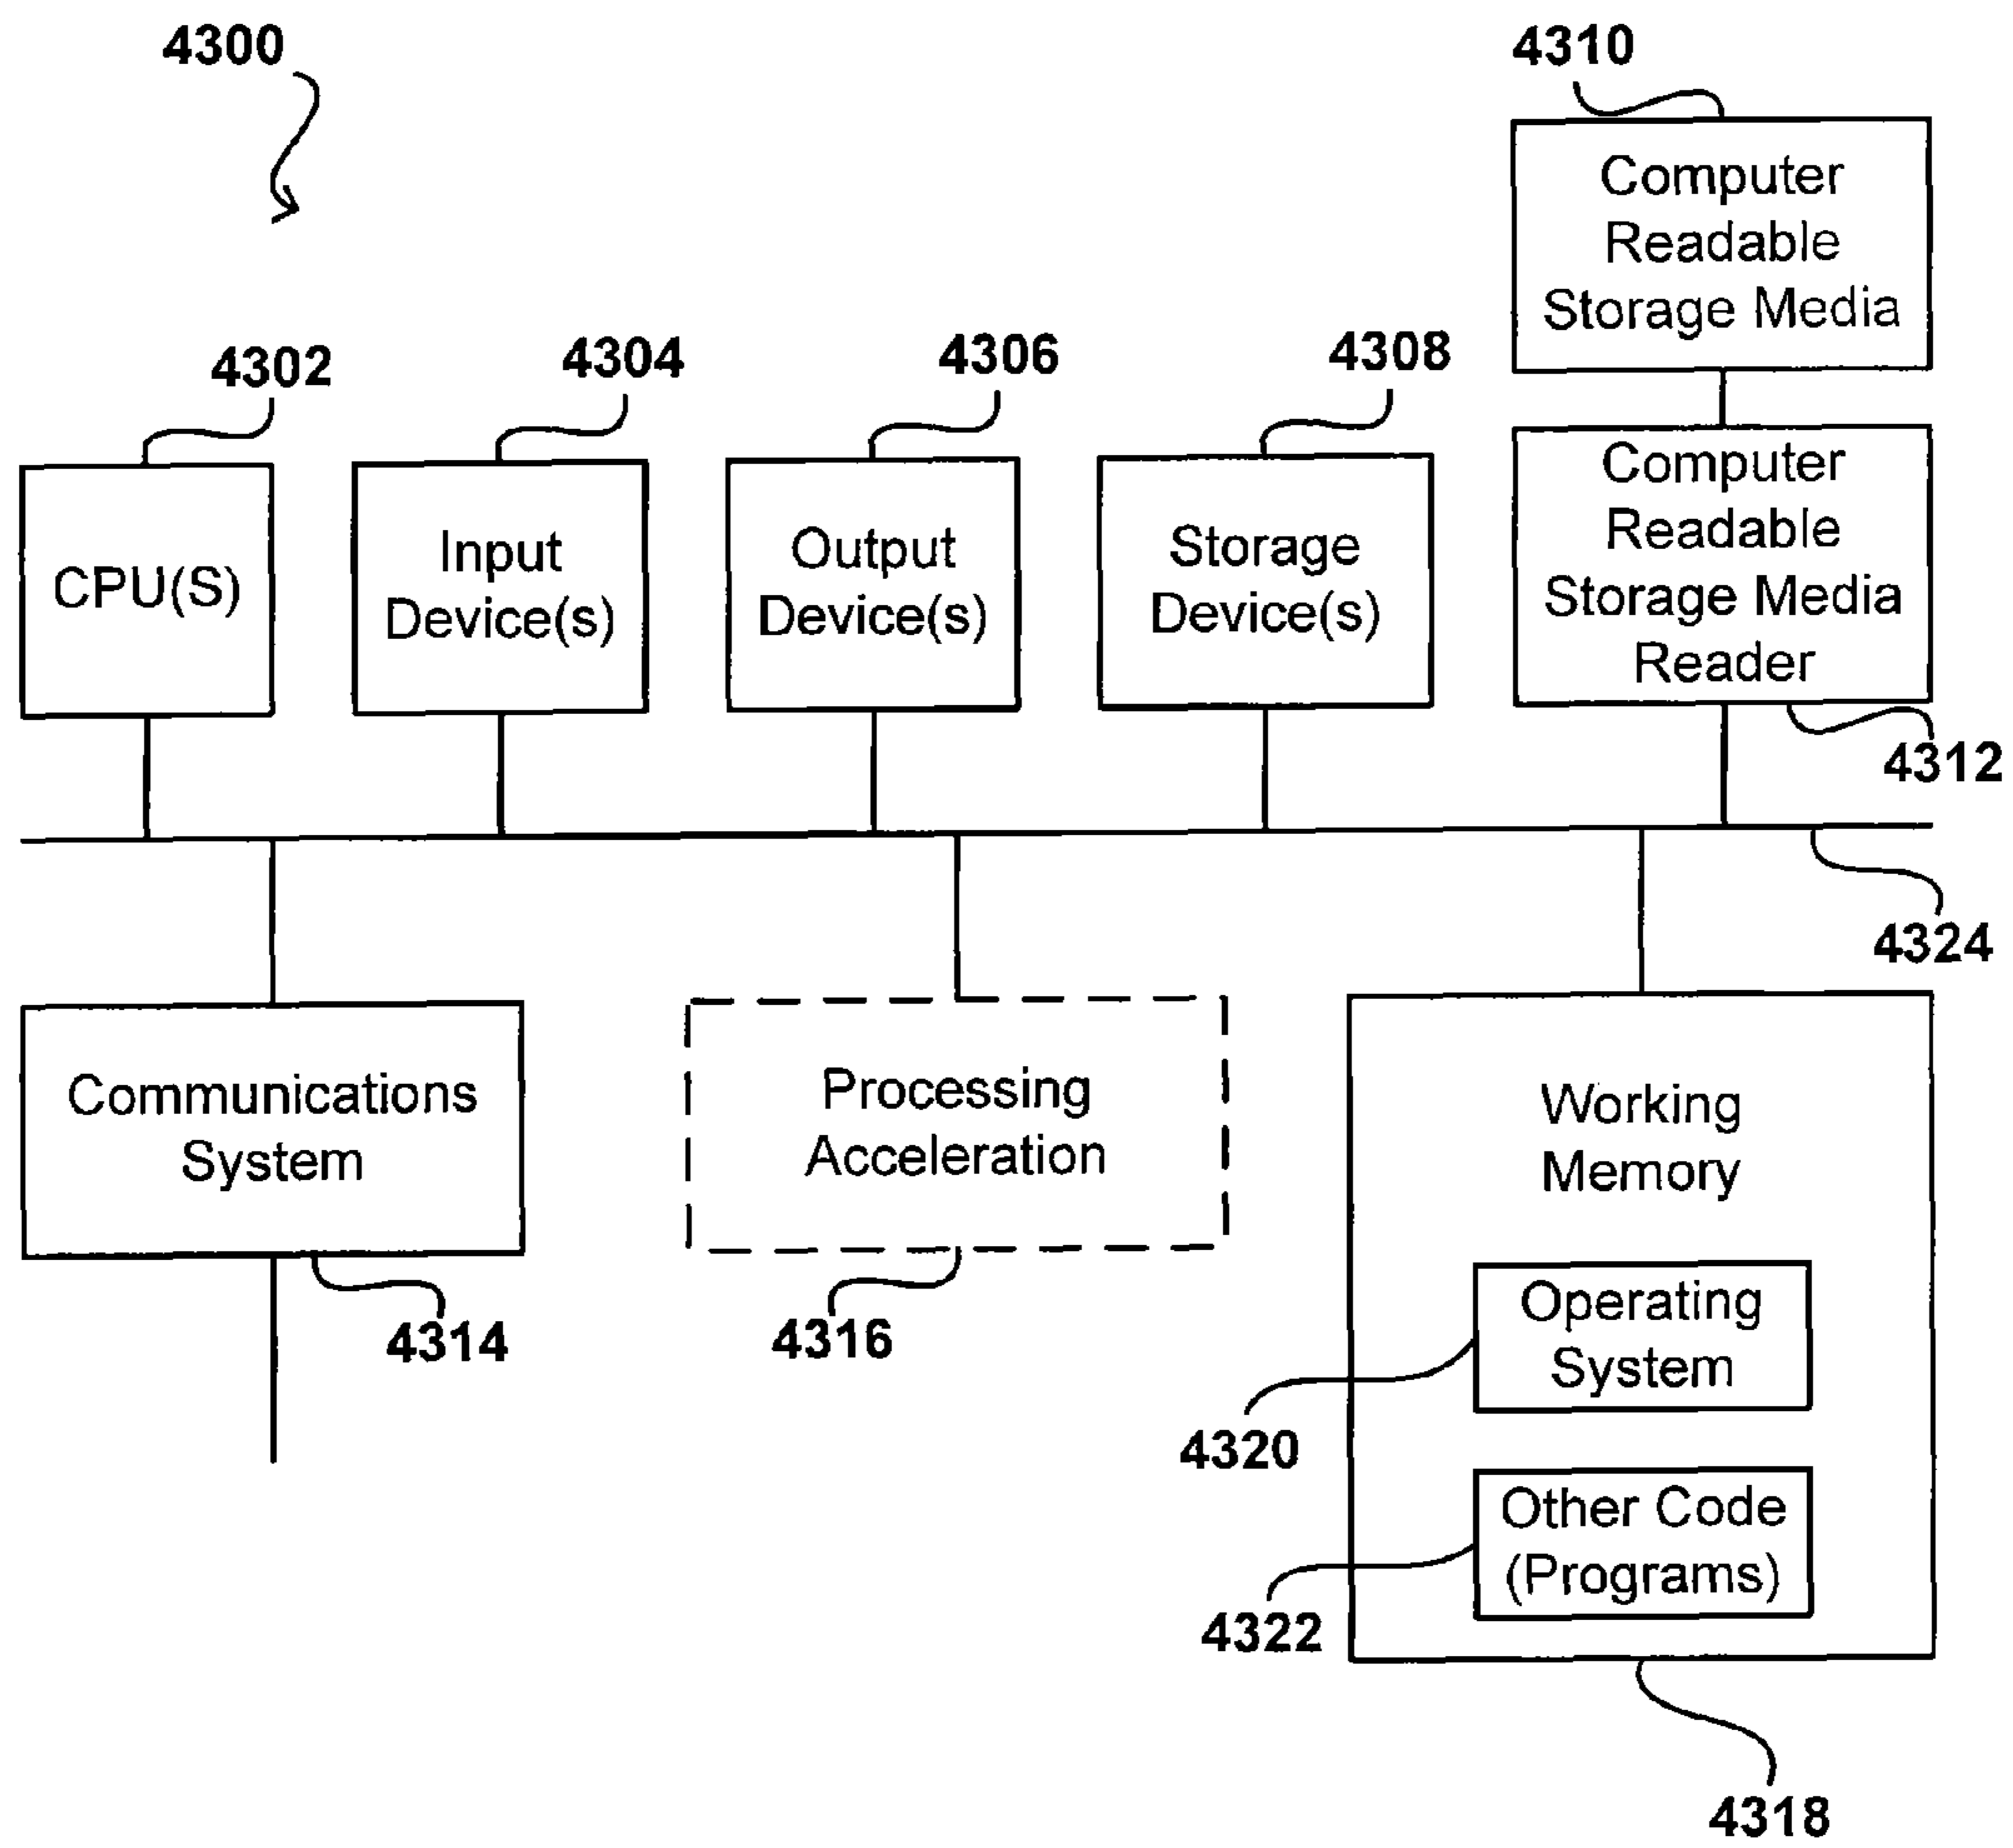 4300
4310
Computer
Readable
Storage Media
4302
4304
4306
4308
CPU(S)
Input
Device(s)
Output
Device(s)
Storage
Device(s)
Computer
Readable
Storage Media
Reader
4312
4324
Communications
System
4314
Processing
Acceleration
4316
Working
Memory
Operating
System
4320
Other Code
(Programs)
4322
4318